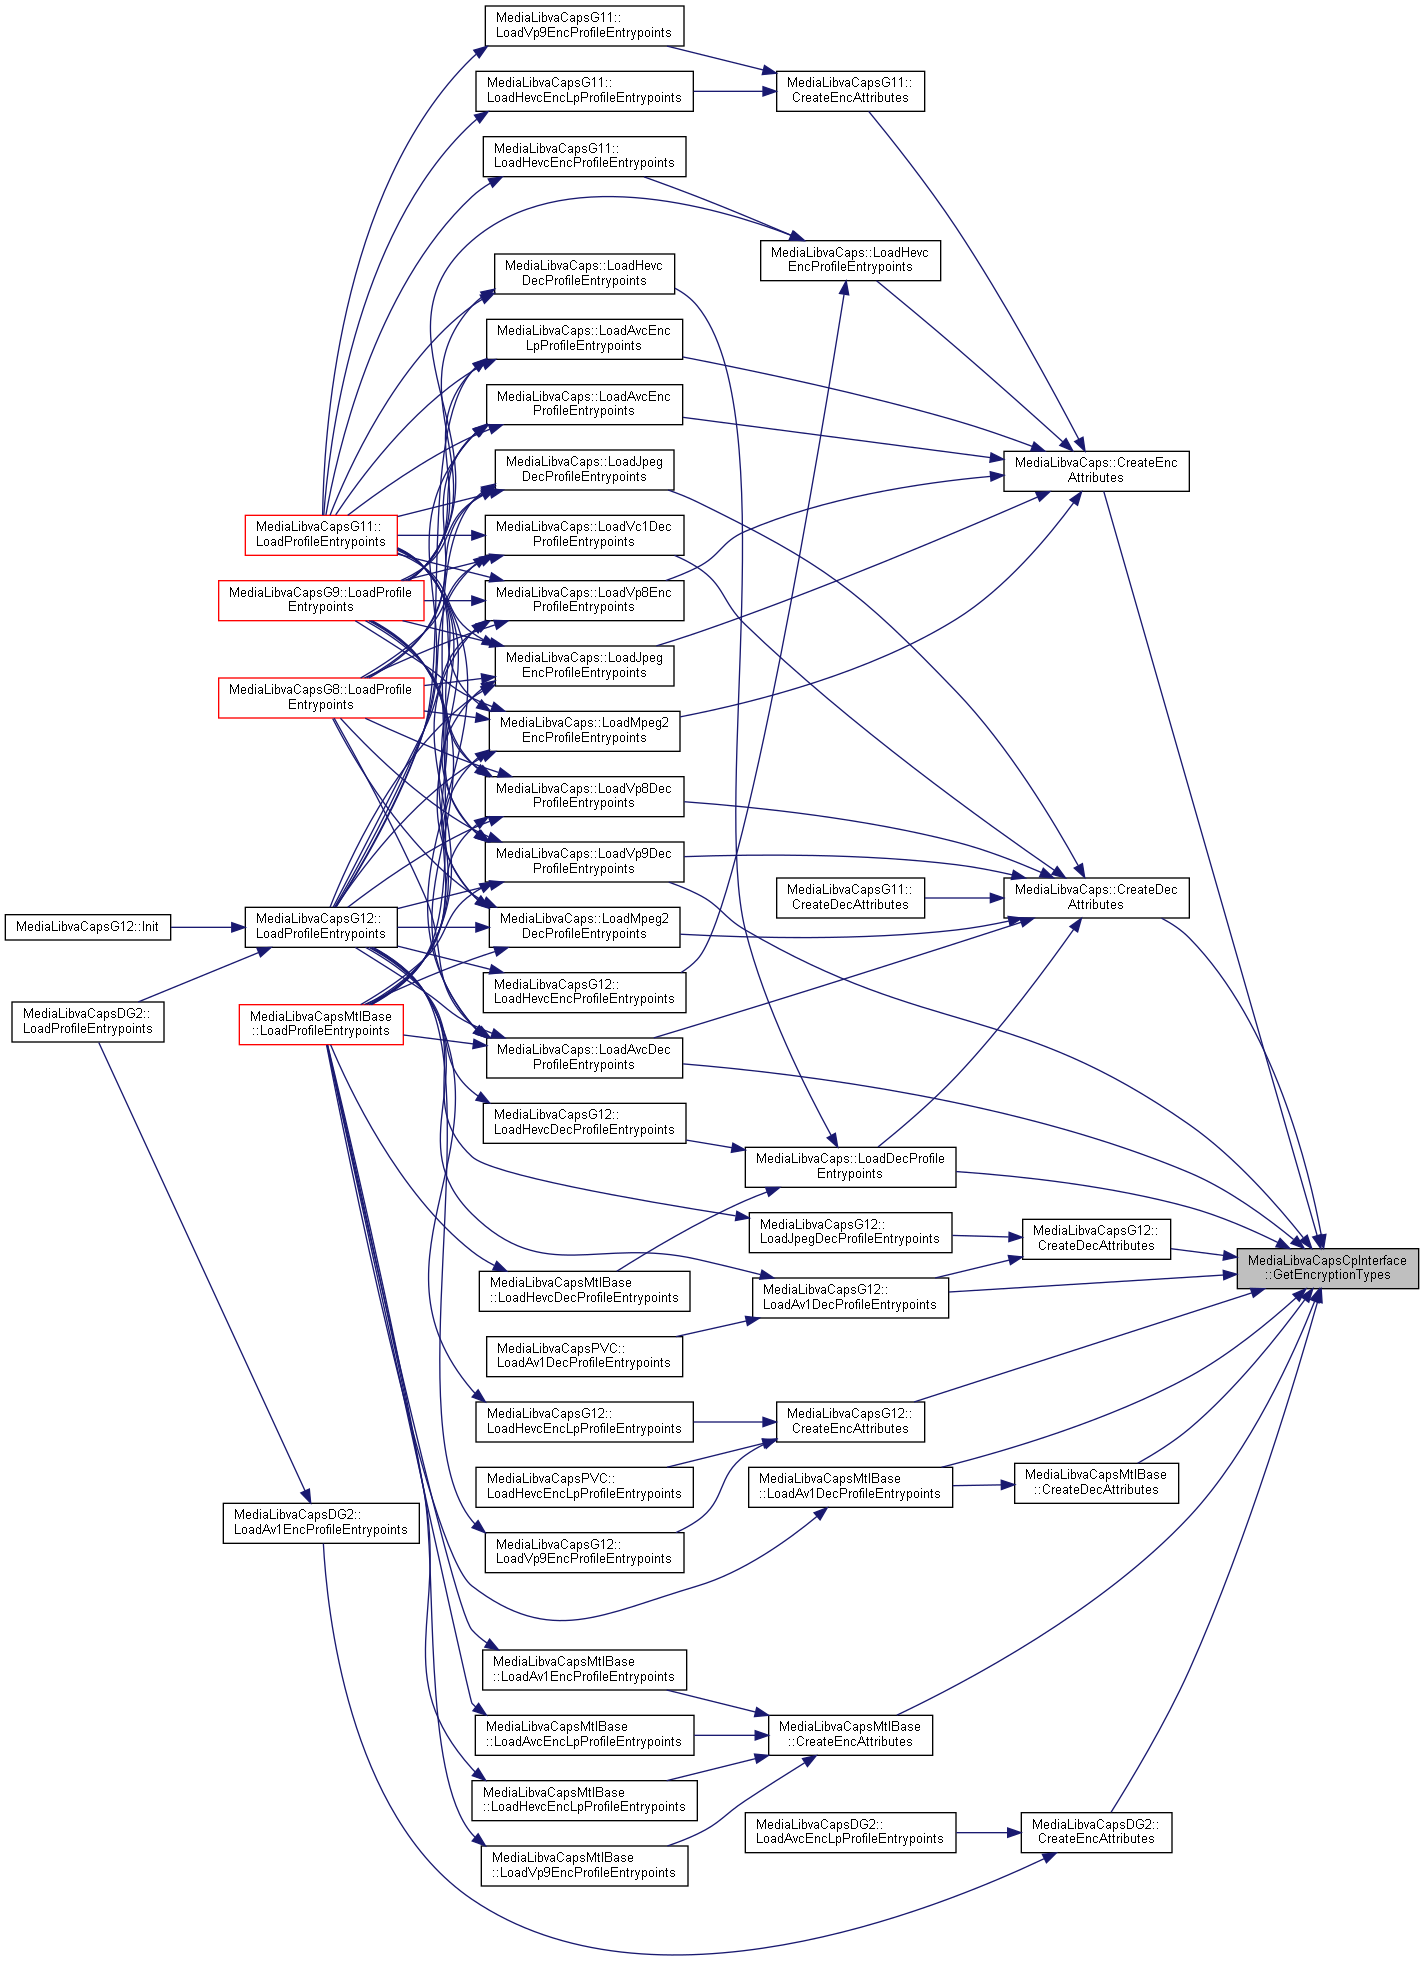 MediaLibvaCapsG11::
LoadVp9EncProfileEntrypoints
MediaLibvaCapsG11::
LoadHevcEncLpProfileEntrypoints
MediaLibvaCapsG11::
CreateEncAttributes
MediaLibvaCapsG11::
LoadHevcEncProfileEntrypoints
MediaLibvaCaps::LoadHevc
EncProfileEntrypoints
MediaLibvaCaps::LoadHevc
DecProfileEntrypoints
MediaLibvaCaps::LoadAvcEnc
LpProfileEntrypoints
MediaLibvaCaps::LoadAvcEnc
ProfileEntrypoints
MediaLibvaCaps::CreateEnc
Attributes
MediaLibvaCaps::LoadJpeg
DecProfileEntrypoints
MediaLibvaCapsG11::
LoadProfileEntrypoints
MediaLibvaCaps::LoadVc1Dec
ProfileEntrypoints
MediaLibvaCapsG9::LoadProfile
Entrypoints
MediaLibvaCaps::LoadVp8Enc
ProfileEntrypoints
MediaLibvaCaps::LoadJpeg
EncProfileEntrypoints
MediaLibvaCapsG8::LoadProfile
Entrypoints
MediaLibvaCaps::LoadMpeg2
EncProfileEntrypoints
MediaLibvaCaps::LoadVp8Dec
ProfileEntrypoints
MediaLibvaCaps::LoadVp9Dec
ProfileEntrypoints
MediaLibvaCapsG11::
CreateDecAttributes
MediaLibvaCaps::CreateDec
Attributes
MediaLibvaCapsG12::Init
MediaLibvaCapsG12::
LoadProfileEntrypoints
MediaLibvaCaps::LoadMpeg2
DecProfileEntrypoints
MediaLibvaCapsG12::
LoadHevcEncProfileEntrypoints
MediaLibvaCapsDG2::
LoadProfileEntrypoints
MediaLibvaCapsMtlBase
::LoadProfileEntrypoints
MediaLibvaCaps::LoadAvcDec
ProfileEntrypoints
MediaLibvaCapsG12::
LoadHevcDecProfileEntrypoints
MediaLibvaCaps::LoadDecProfile
Entrypoints
MediaLibvaCapsG12::
LoadJpegDecProfileEntrypoints
MediaLibvaCapsG12::
CreateDecAttributes
MediaLibvaCapsCpInterface
::GetEncryptionTypes
MediaLibvaCapsMtlBase
::LoadHevcDecProfileEntrypoints
MediaLibvaCapsG12::
LoadAv1DecProfileEntrypoints
MediaLibvaCapsPVC::
LoadAv1DecProfileEntrypoints
MediaLibvaCapsG12::
LoadHevcEncLpProfileEntrypoints
MediaLibvaCapsG12::
CreateEncAttributes
MediaLibvaCapsPVC::
LoadHevcEncLpProfileEntrypoints
MediaLibvaCapsMtlBase
::LoadAv1DecProfileEntrypoints
MediaLibvaCapsMtlBase
::CreateDecAttributes
MediaLibvaCapsDG2::
LoadAv1EncProfileEntrypoints
MediaLibvaCapsG12::
LoadVp9EncProfileEntrypoints
MediaLibvaCapsMtlBase
::LoadAv1EncProfileEntrypoints
MediaLibvaCapsMtlBase
::LoadAvcEncLpProfileEntrypoints
MediaLibvaCapsMtlBase
::CreateEncAttributes
MediaLibvaCapsMtlBase
::LoadHevcEncLpProfileEntrypoints
MediaLibvaCapsDG2::
LoadAvcEncLpProfileEntrypoints
MediaLibvaCapsDG2::
CreateEncAttributes
MediaLibvaCapsMtlBase
::LoadVp9EncProfileEntrypoints